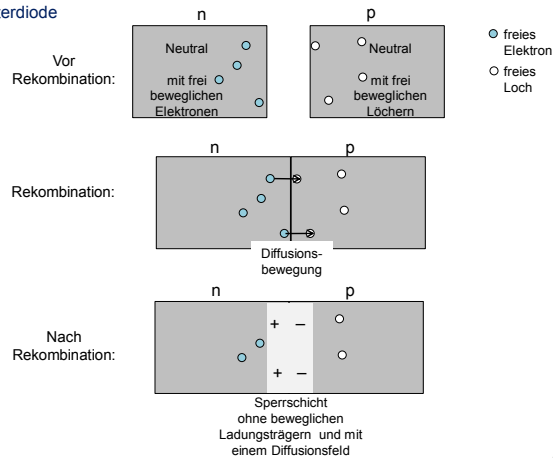 n
p
Neutral
mit frei
beweglichen
Elektronen
Neutral
mit frei
beweglichen
Löchern
freies
Elektron
freies
Loch
Vor
Rekombination:
n
p
Rekombination:
Diffusions-
bewegung
n
p
Nach
Rekombination:
+ –
+ –
Sperrschicht
ohne beweglichen
Ladungsträgern und mit
einem Diffusionsfeld